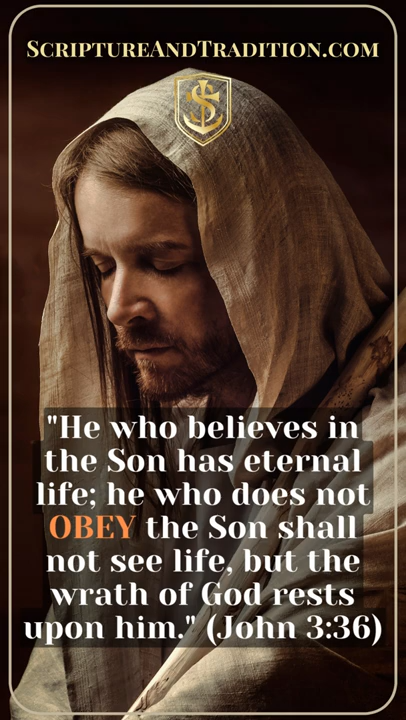 SCRIPTUREANDTRADITION.COM
"He who believes in
the Son has eternal
life; he who does not
OBEY the Son shall
not see life, but the
wrath of God rests
upon him." (John 3:36)